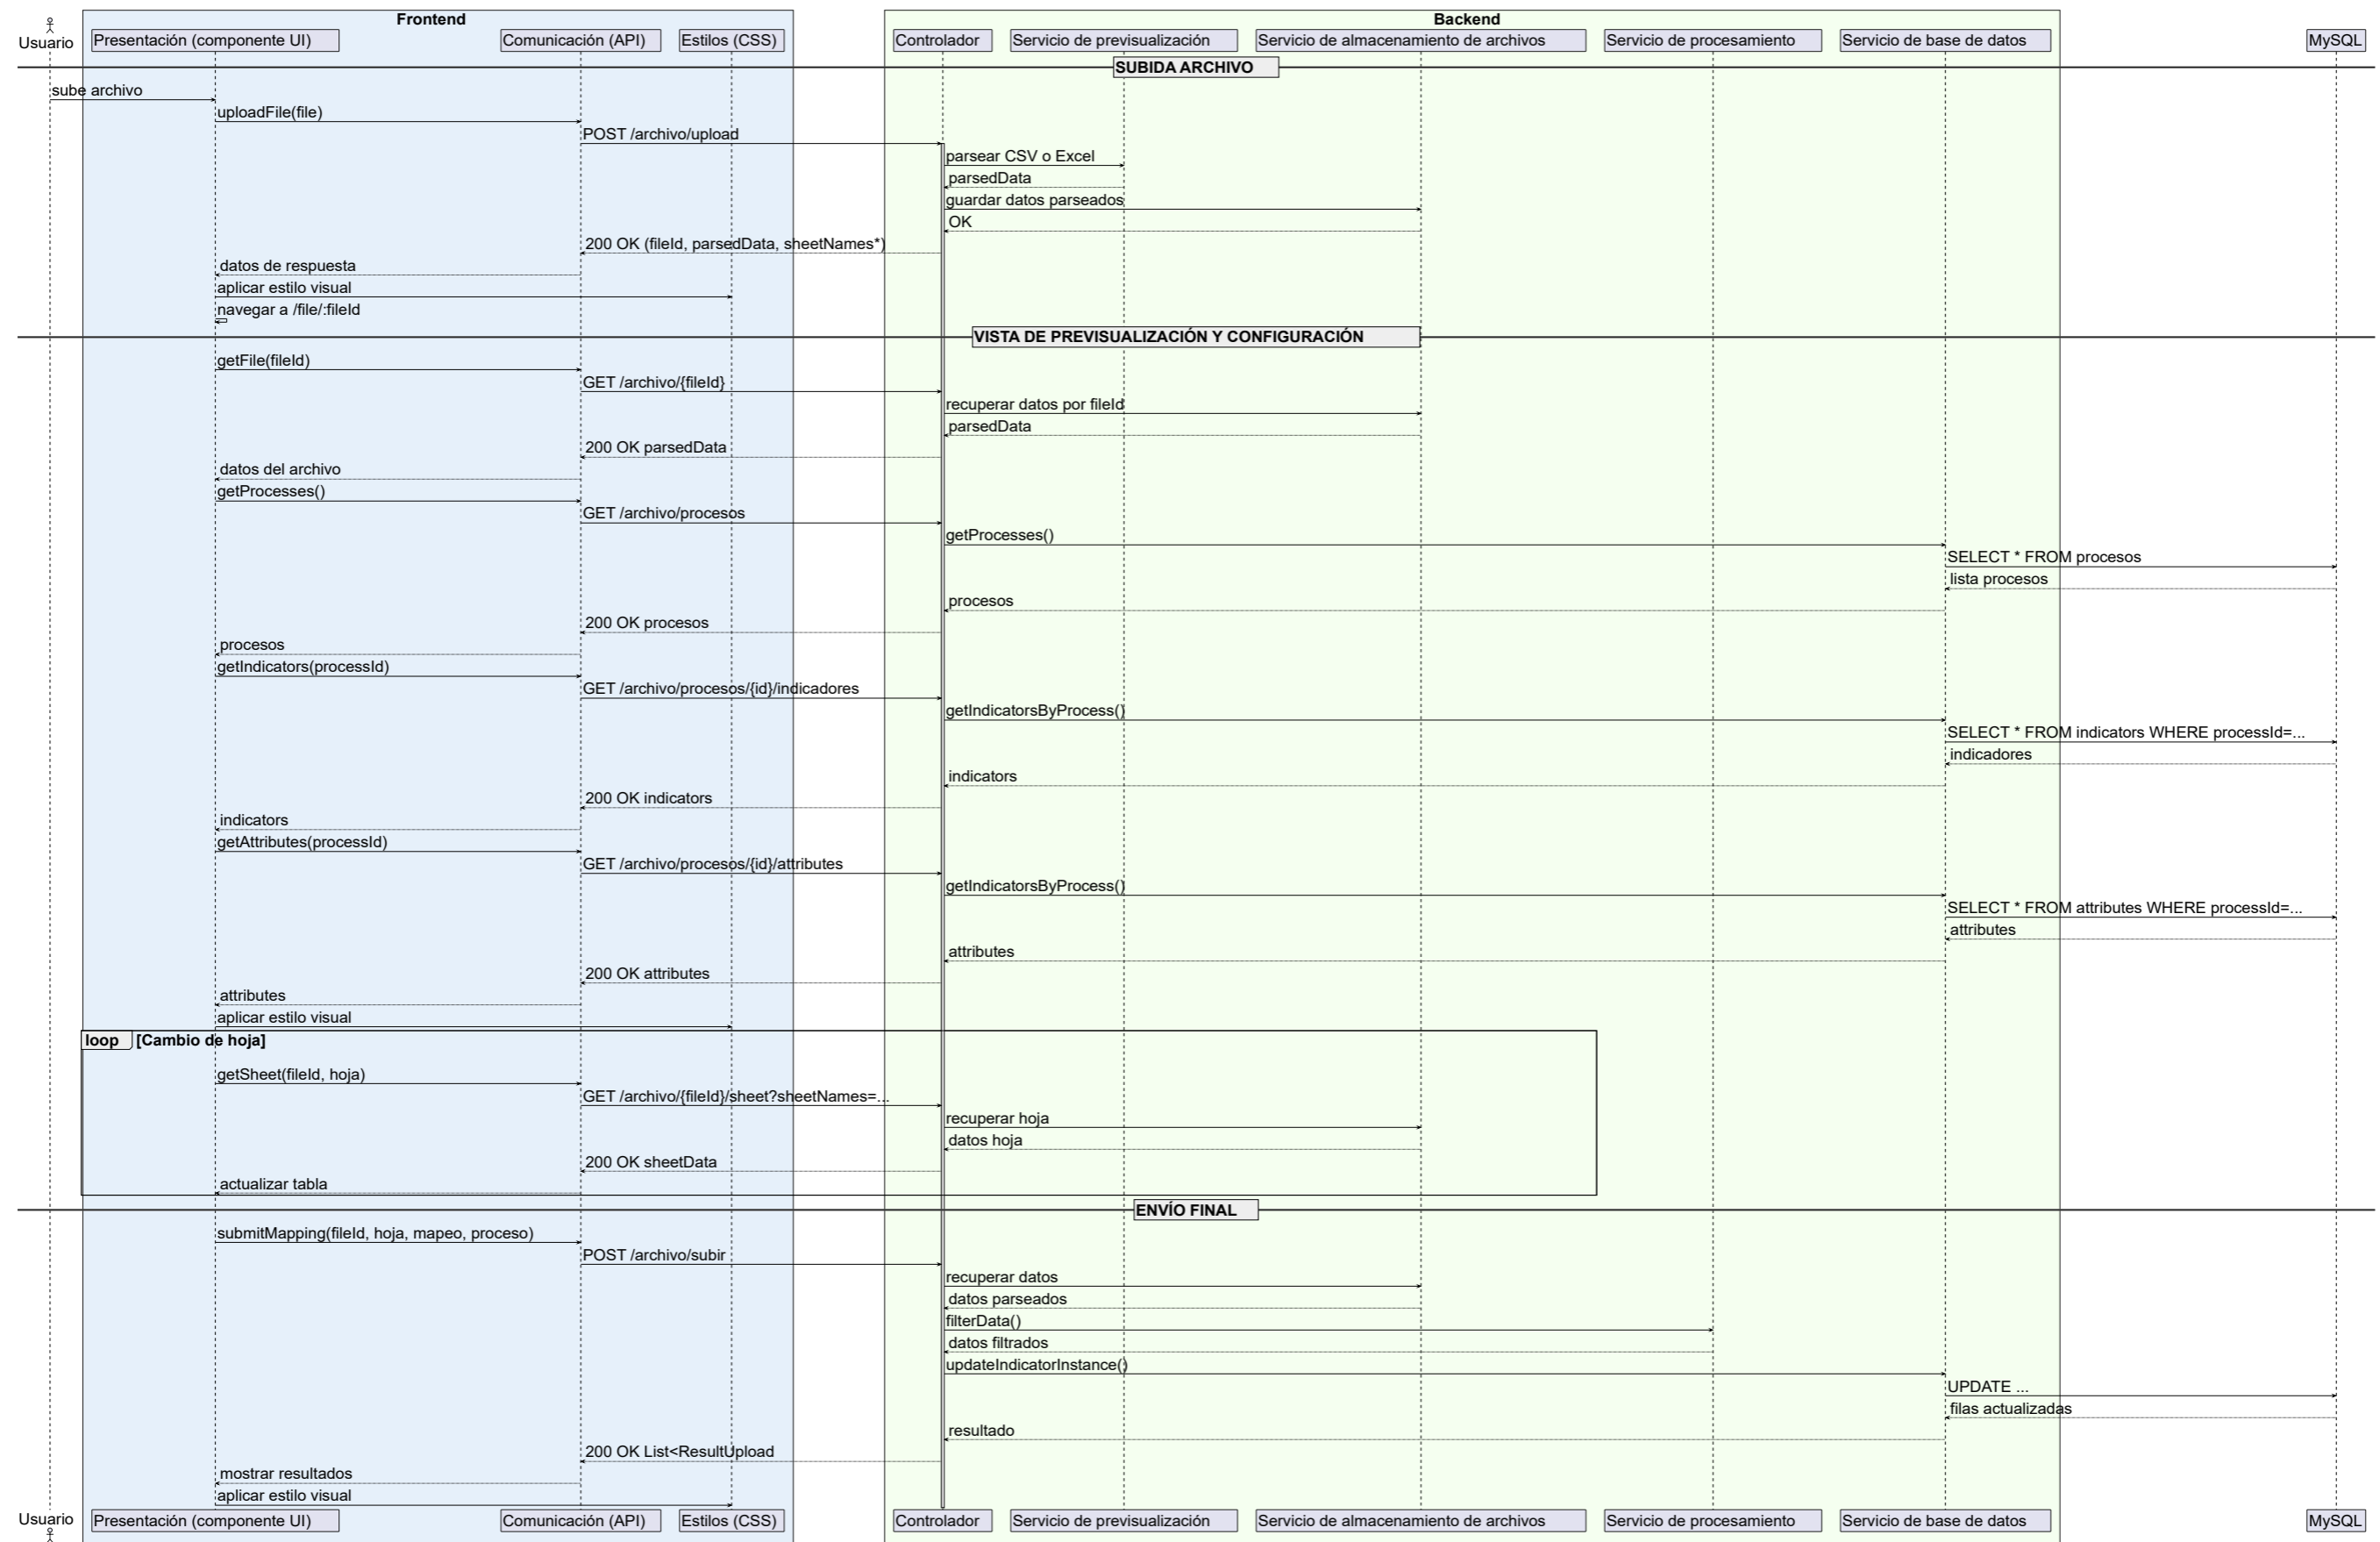 Frontend
Backend
Usuario
Presentación (componente UI)
Comunicación (API)
Estilos (CSS)
Controlador
Servicio de previsualización
Servicio de almacenamiento de archivos
Servicio de procesamiento
Servicio de base de datos
MySQL
SUBIDA ARCHIVO
sube archivo
uploadFile(file)
POST /archivo/upload
parsear CSV o Excel
parsedData
guardar datos parseados
OK
200 OK (fileId, parsedData, sheetNames*)
datos de respuesta
aplicar estilo visual
navegar a /file/:fileId
VISTA DE PREVISUALIZACIÓN Y CONFIGURACIÓN
getFile(fileId)
GET /archivo/{fileId}
recuperar datos por fileId
parsedData
200 OK parsedData
datos del archivo
getProcesses()
GET /archivo/procesos
getProcesses()
SELECT * FROM procesos
lista procesos
procesos
200 OK procesos
procesos
getIndicators(processId)
GET /archivo/procesos/{id}/indicadores
getIndicatorsByProcess()
SELECT * FROM indicators WHERE processId=...
indicadores
indicators
200 OK indicators
indicators
getAttributes(processId)
GET /archivo/procesos/{id}/attributes
getIndicatorsByProcess()
SELECT * FROM attributes WHERE processId=...
attributes
attributes
200 OK attributes
attributes
aplicar estilo visual
loop [Cambio de hoja]
getSheet(fileId, hoja)
GET /archivo/{fileId}/sheet?sheetNames=...
recuperar hoja
datos hoja
200 OK sheetData
actualizar tabla
ENVÍO FINAL
submitMapping(fileId, hoja, mapeo, proceso)
POST /archivo/subir
recuperar datos
datos parseados
filterData()
datos filtrados
updateIndicatorInstance()
UPDATE ...
filas actualizadas
resultado
200 OK List<ResultUpload
mostrar resultados
aplicar estilo visual
Usuario
Presentación (componente UI)
Comunicación (API)
Estilos (CSS)
Controlador
Servicio de previsualización
Servicio de almacenamiento de archivos
Servicio de procesamiento
Servicio de base de datos
MySQL